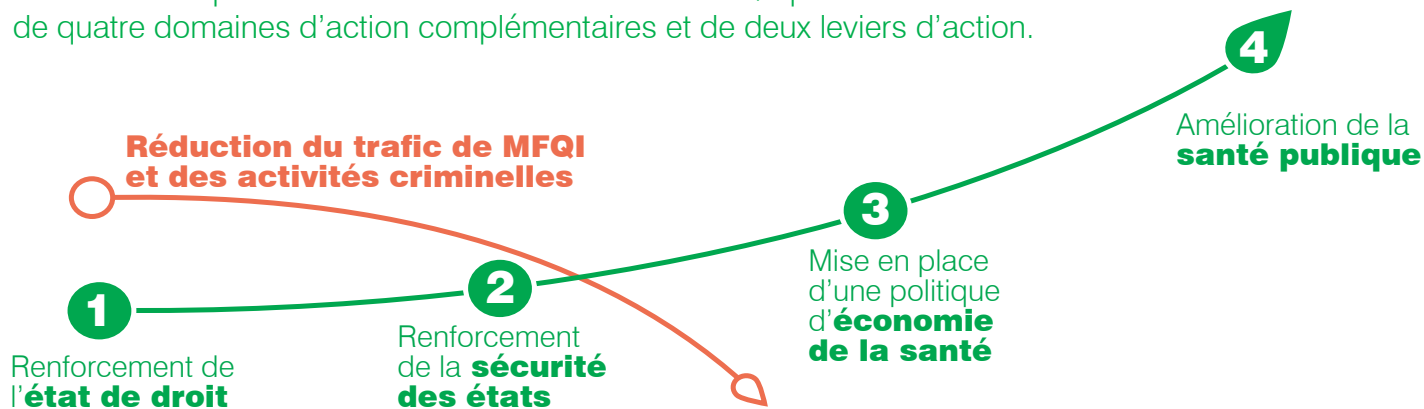 de quatre domaines d’action complémentaires et de deux leviers d’action.
Réduction du trafic de MFQI
et des activités criminelles
1
Renforcement de
l’état de droit
2
Renforcement
de la sécurité
des états
3
Mise en place
d’une politique
d’économie
de la santé
4
Amélioration de la
santé publique